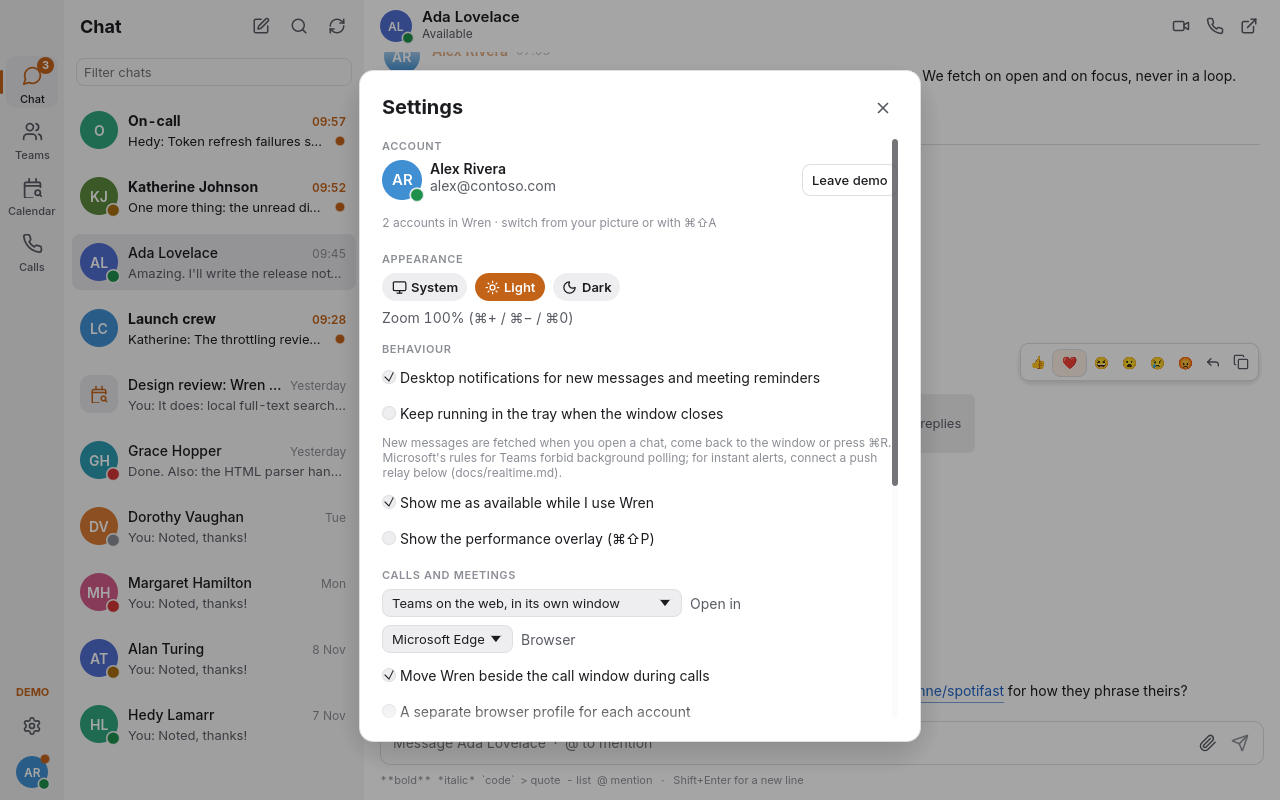 Chat
Filter chats
3
Chat
Teams
Calendar
Calls
DEMO
AR
O
On-call
09:57
Hedy: Token refresh failures s...
KJ
Katherine Johnson
09:52
One more thing: the unread di...
AL
Ada Lovelace
09:45
Amazing. I'll write the release not...
LC
Launch crew
09:28
Katherine: The throttling revie...
Design review: Wren ...
Yesterday
You: It does: local full-text search...
GH
Grace Hopper
Yesterday
Done. Also: the HTML parser han...
DV
Dorothy Vaughan
Tue
You: Noted, thanks!
MH
Margaret Hamilton
Mon
You: Noted, thanks!
AT
Alan Turing
8 Nov
You: Noted, thanks!
HL
Hedy Lamarr
7 Nov
You: Noted, thanks!
AL
Ada Lovelace
Available
AR
Alex Rivera
We fetch on open and on focus, never in a loop.
replies
nne/spotifast for how they phrase theirs?
Message Ada Lovelace · @ to mention
**bold** *italic* `code` > quote - list @ mention · Shift+Enter for a new line
Settings
ACCOUNT
AR
Alex Rivera
alex@contoso.com
Leave demo
2 accounts in Wren · switch from your picture or with ⌘⇧A
APPEARANCE
System
Light
Dark
Zoom 100% (⌘+ / ⌘− / ⌘0)
BEHAVIOUR
Desktop notifications for new messages and meeting reminders
Keep running in the tray when the window closes
New messages are fetched when you open a chat, come back to the window or press ⌘R.
Microsoft's rules for Teams forbid background polling; for instant alerts, connect a push
relay below (docs/realtime.md).
Show me as available while I use Wren
Show the performance overlay (⌘⇧P)
CALLS AND MEETINGS
Teams on the web, in its own window
Open in
Microsoft Edge
Browser
Move Wren beside the call window during calls
A separate browser profile for each account